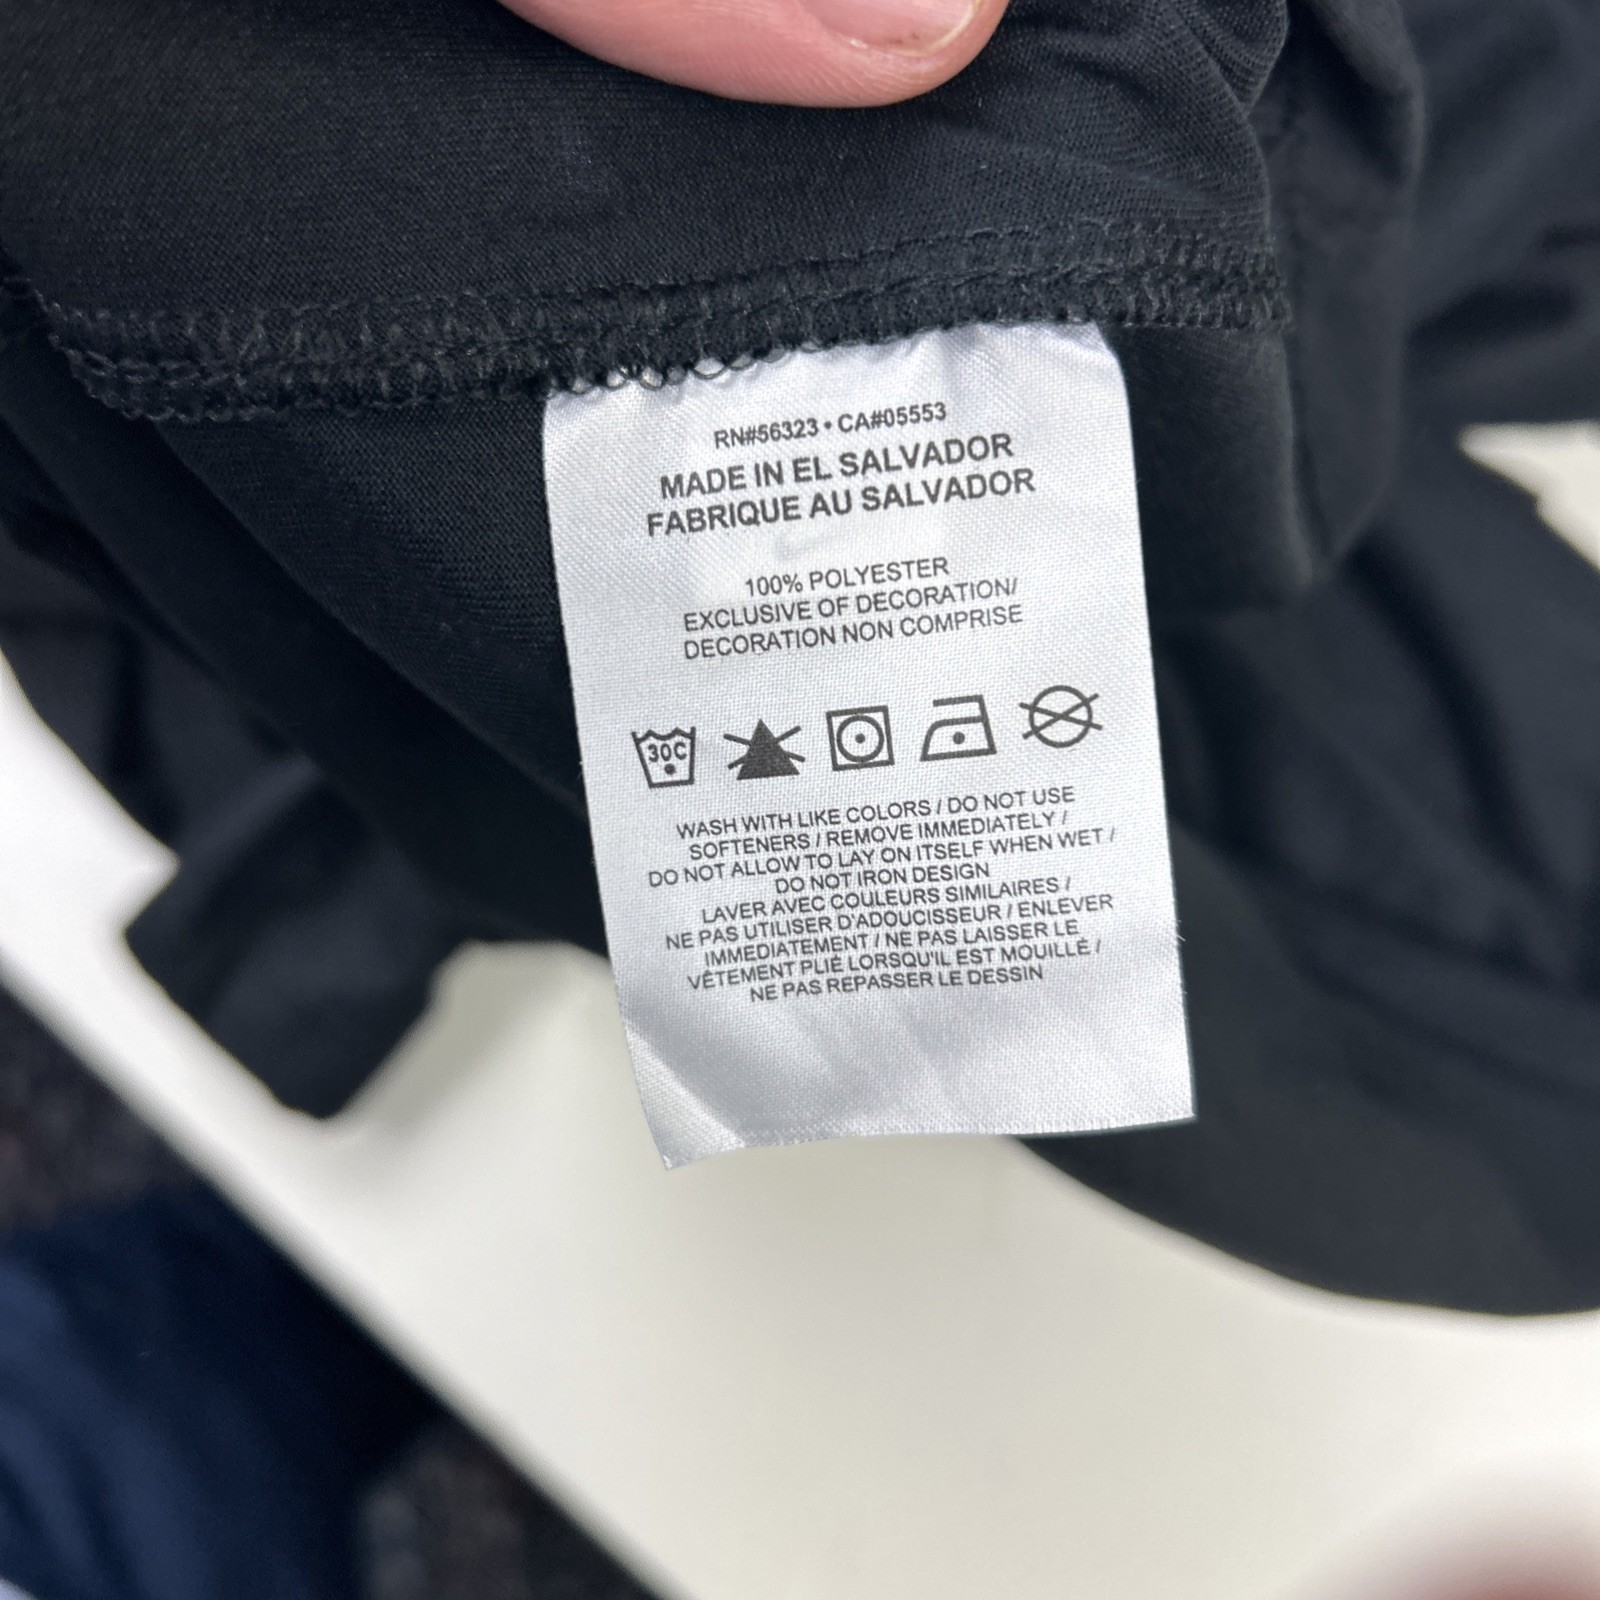 RN#56323 • CA#05553
MADE IN EL SALVADOR
FABRIQUE AU SALVADOR
100% POLYESTER
EXCLUSIVE OF DECORATION/
DECORATION NON COMPRISE
30C
WASH WITH LIKE COLORS / DO NOT USE
SOFTENERS / REMOVE IMMEDIATELY /
DO NOT ALLOW TO LAY ON ITSELF WHEN WET /
DO NOT IRON DESIGN
LAVER AVEC COULEURS SIMILAIRES /
NE PAS UTILISER D'ADOUCISSEUR / ENLEVER
IMMEDIATEMENT / NE PAS LAISSER LE
VÊTEMENT PLIÉ LORSQU'IL EST MOUILLÉ /
NE PAS REPASSER LE DESSIN